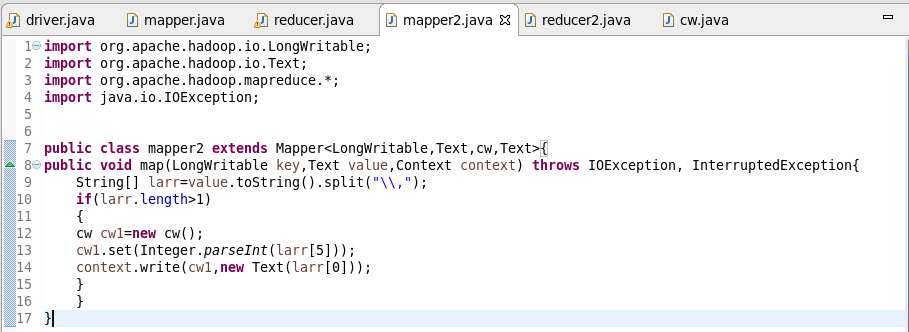 driver.java mapper.java reducer.java mapper2.java reducer2.java cw.java
1 import org.apache.hadoop.io.LongWritable;
2 import org.apache.hadoop.io.Text;
3 import org.apache.hadoop.mapreduce.*;
4 import java.io.IOException;
5
6
7 public class mapper2 extends Mapper<LongWritable,Text,cw,Text>{
8 public void map(LongWritable key,Text value,Context context) throws IOException, InterruptedException{
9     String[] larr=value.toString().split("\\,");
10     if(larr.length>1)
11     {
12     cw cw1=new cw();
13     cw1.set(Integer.parseInt(larr[5]));
14     context.write(cw1,new Text(larr[0]));
15     }
16     }
17 }